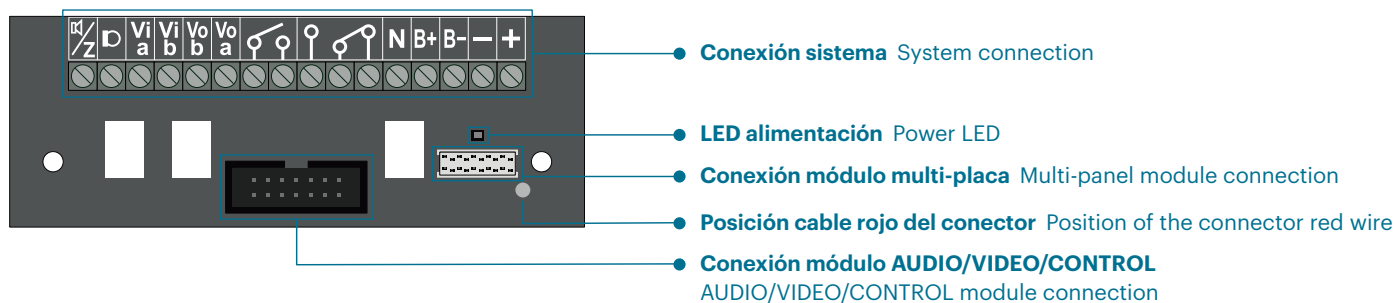 Z Vi a Vi b Vo b Vo a N B+ B- − +
Conexión sistema System connection
LED alimentación Power LED
Conexión módulo multi-placa Multi-panel module connection
Posición cable rojo del conector Position of the connector red wire
Conexión módulo AUDIO/VIDEO/CONTROL
AUDIO/VIDEO/CONTROL module connection